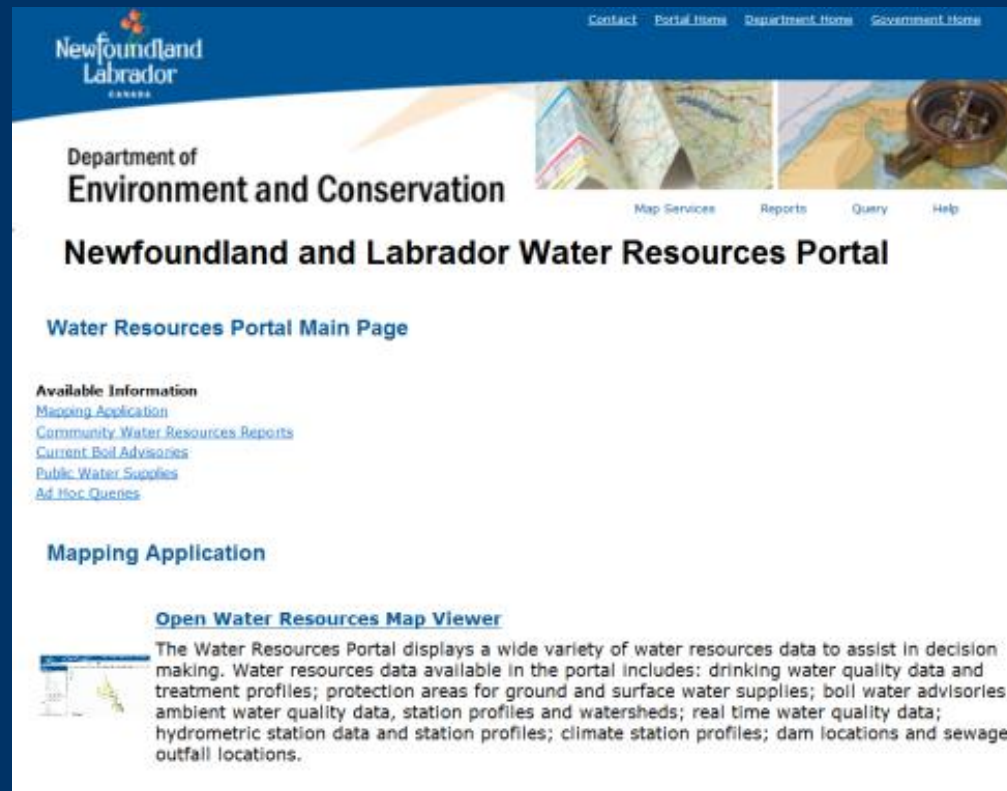 Contact Portal Home Department Home Government Home
Newfoundland
Labrador
CANADA
Department of
Environment and Conservation
Map Services Reports Query Help
Newfoundland and Labrador Water Resources Portal
Water Resources Portal Main Page
Available Information
Mapping Application
Community Water Resources Reports
Current Boil Advisories
Public Water Supplies
Ad Hoc Queries
Mapping Application
Open Water Resources Map Viewer
The Water Resources Portal displays a wide variety of water resources data to assist in decision
making. Water resources data available in the portal includes: drinking water quality data and
treatment profiles; protection areas for ground and surface water supplies; boil water advisories
ambient water quality data, station profiles and watersheds; real time water quality data;
hydrometric station data and station profiles; climate station profiles; dam locations and sewage
outfall locations.